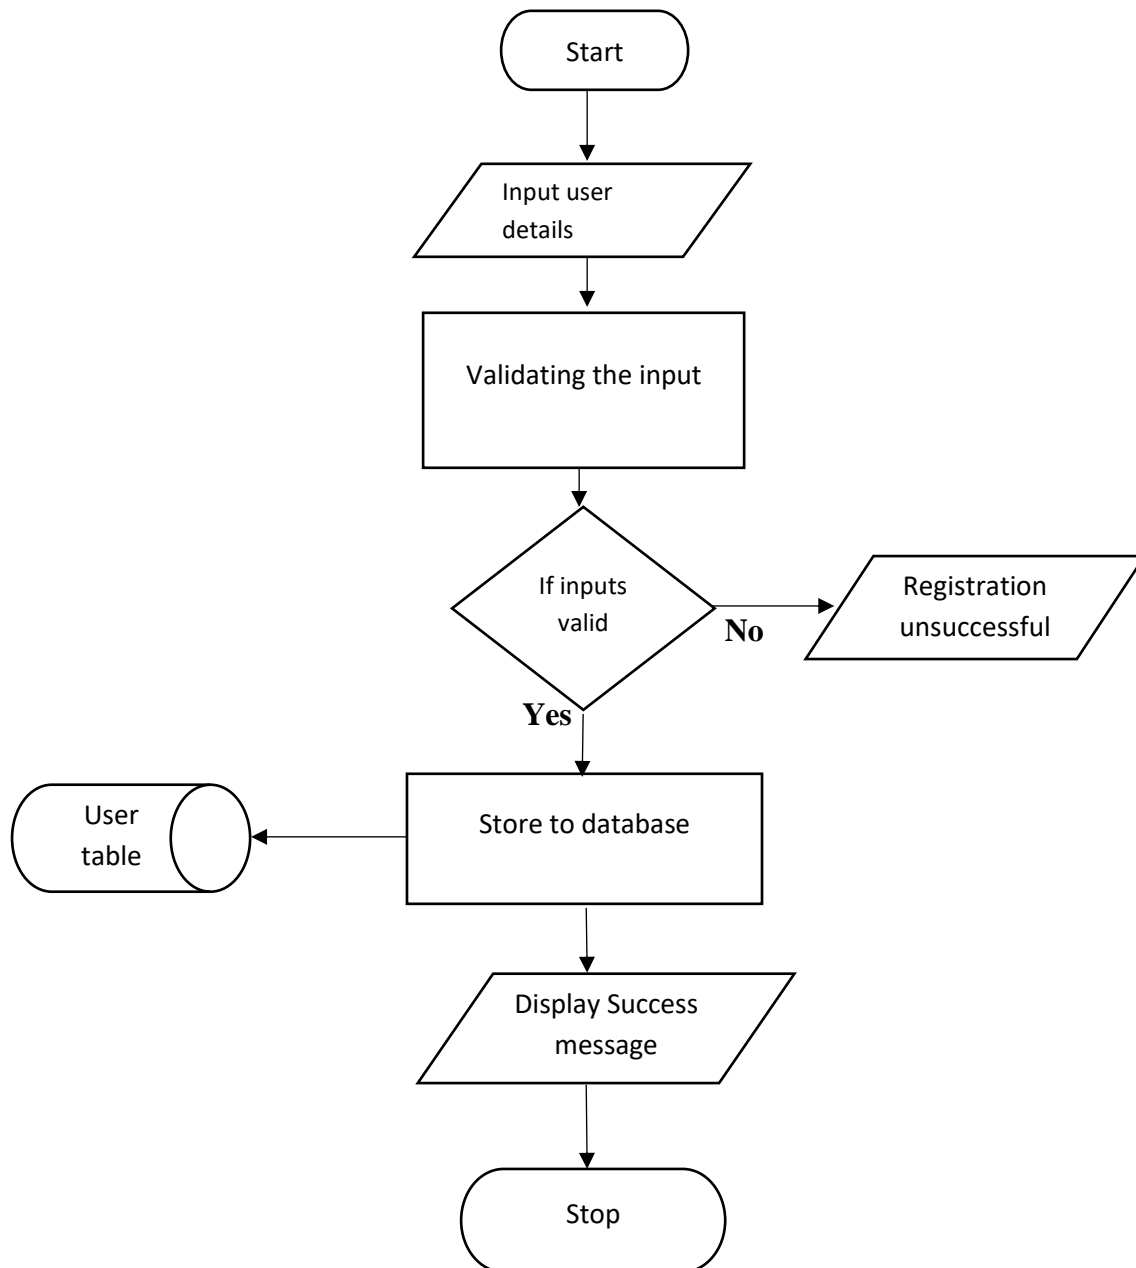 Start
Input user
details
Validating the input
If inputs
valid
No
Registration
unsuccessful
Yes
User
table
Store to database
Display Success
message
Stop